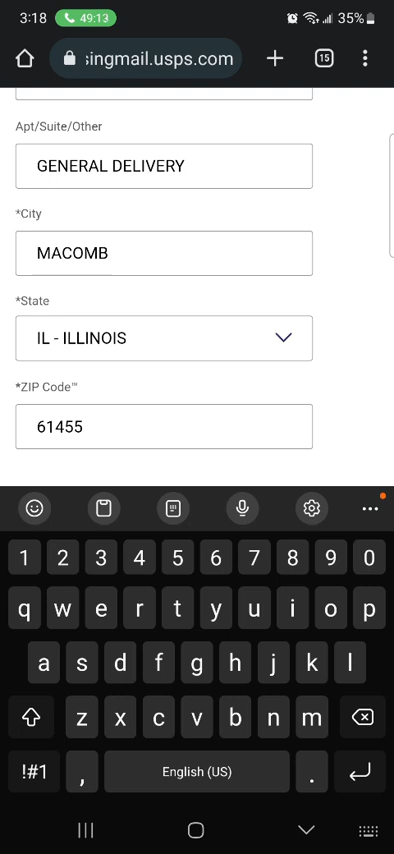 3:18 49:13 35%
singmail.usps.com 15
Apt/Suite/Other
GENERAL DELIVERY
*City
MACOMB
*State
IL - ILLINOIS
*ZIP Code™
61455
1 2 3 4 5 6 7 8 9 0
q w e r t y u i o p
a s d f g h j k l
z x c v b n m
!#1 , English (US) .